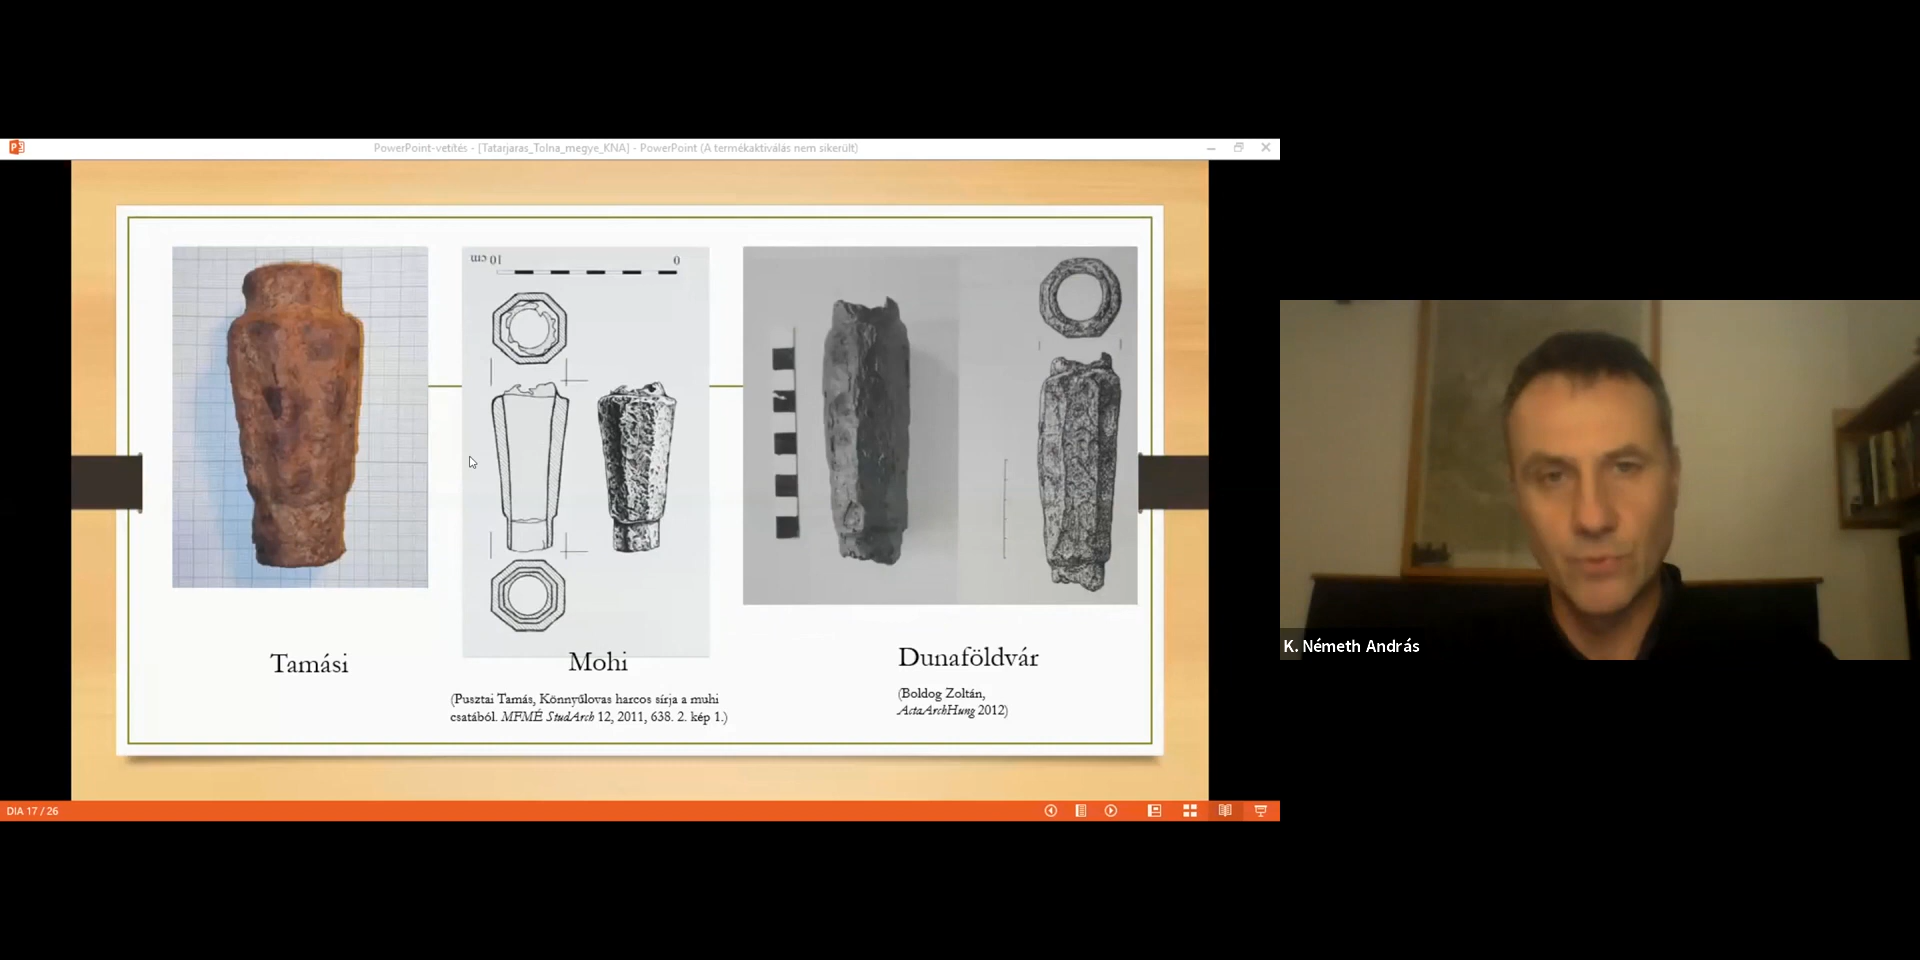 PowerPoint-vetítés - [Tatarjaras_Tolna_megye_KNA] - PowerPoint (A termékaktiválás nem sikerült)
10 cm
0
Tamási
Mohi
(Pusztai Tamás, Könnyűlovas harcos sírja a muhi
csatából. MFMÉ StudArch 12, 2011, 638. 2. kép 1.)
Dunaföldvár
(Boldog Zoltán,
ActaArchHung 2012)
DIA 17 / 26
K. Németh András